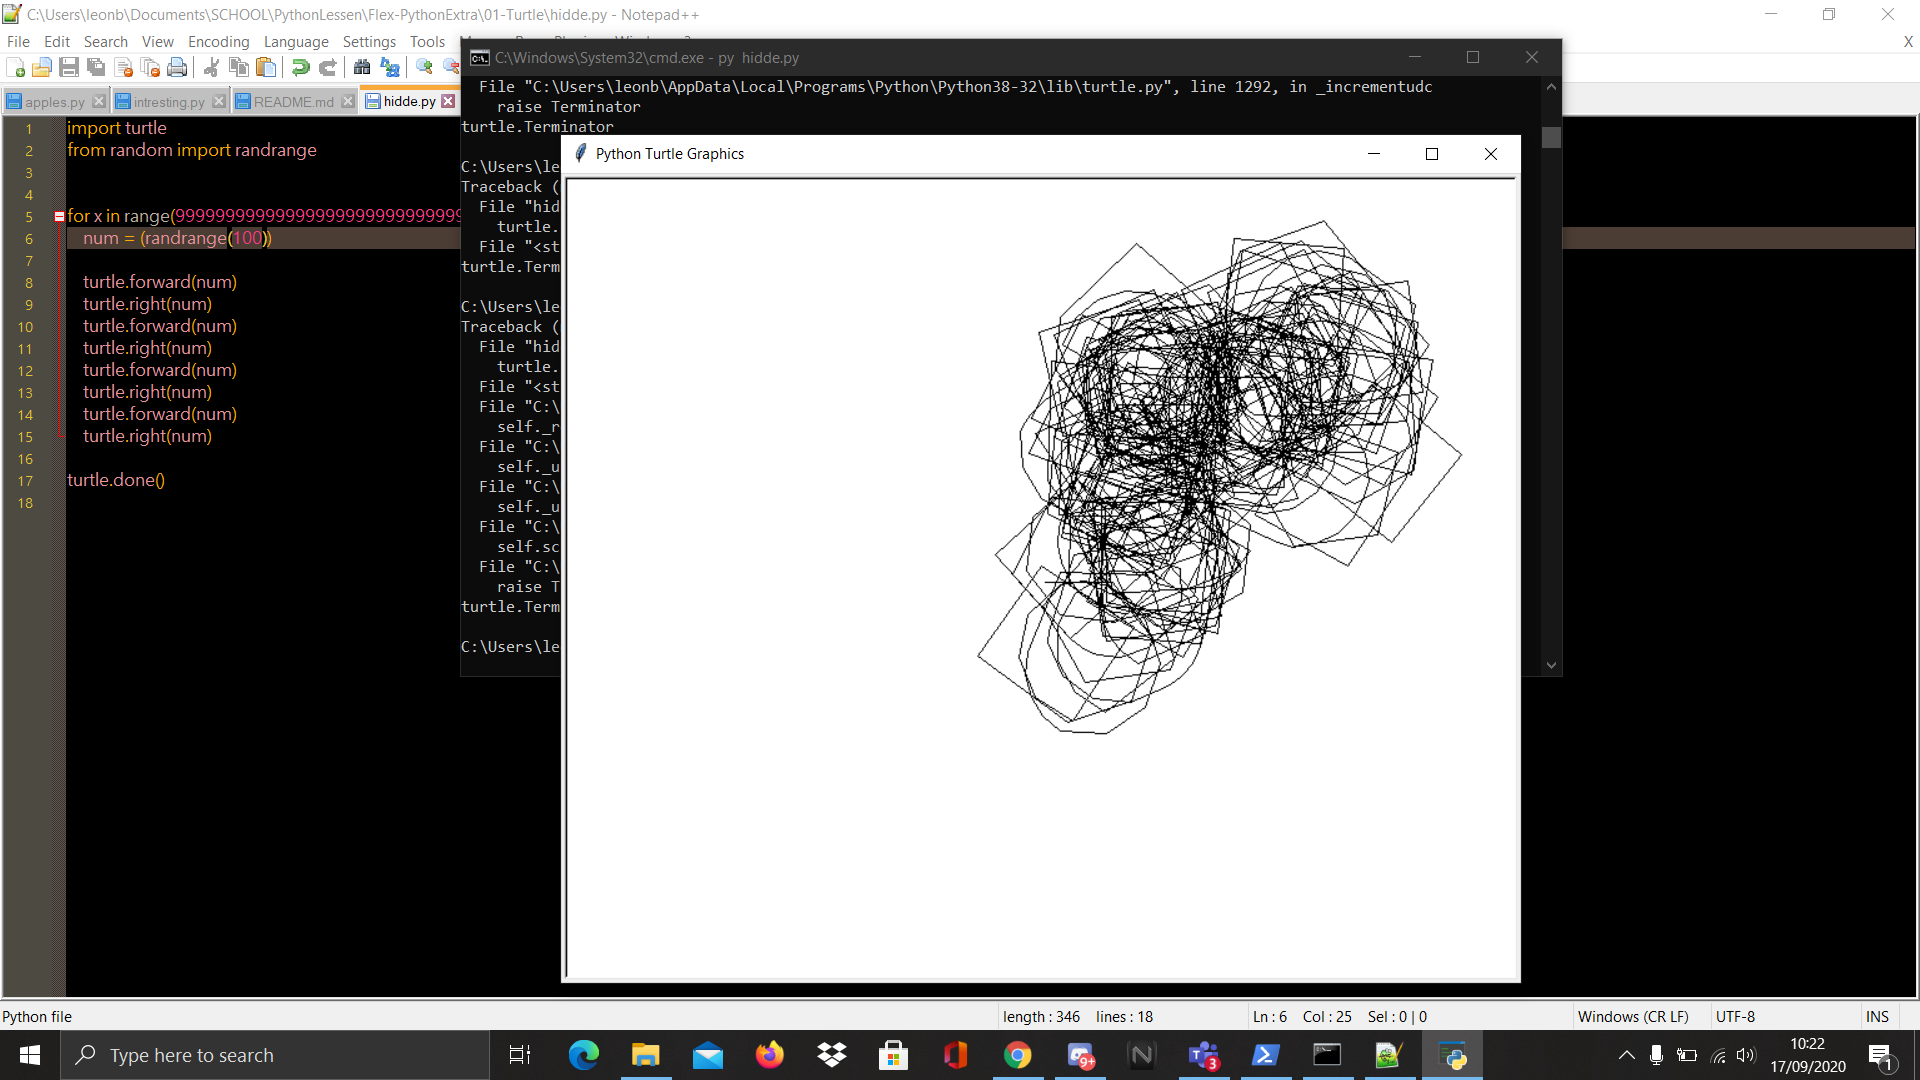 C:\Users\leonb\Documents\SCHOOL\PythonLessen\Flex-PythonExtra\01-Turtle\hidde.py - Notepad++
File Edit Search View Encoding Language Settings Tools
X
apples.py intresting.py README.md hidde.py
1 import turtle
2 from random import randrange
3
4
5 for x in range(99999999999999999999999999999
6 num = (randrange(100))
7
8 turtle.forward(num)
9 turtle.right(num)
10 turtle.forward(num)
11 turtle.right(num)
12 turtle.forward(num)
13 turtle.right(num)
14 turtle.forward(num)
15 turtle.right(num)
16
17 turtle.done()
18
C:\Windows\System32\cmd.exe - py hidde.py
File "C:\Users\leonb\AppData\Local\Programs\Python\Python38-32\lib\turtle.py", line 1292, in _incrementudc
raise Terminator
turtle.Terminator
C:\Users\le
Traceback (
File "hid
turtle.
File "<st
turtle.Term
C:\Users\le
Traceback (
File "hid
turtle.
File "<st
File "C:\
self._r
File "C:\
self._u
File "C:\
self._u
File "C:\
self.sc
File "C:\
raise T
turtle.Term
C:\Users\le
Python Turtle Graphics
Python file
length : 346 lines : 18
Ln : 6 Col : 25 Sel : 0 | 0
Windows (CR LF)
UTF-8
INS
Type here to search
9+
N
3
10:22
17/09/2020
1